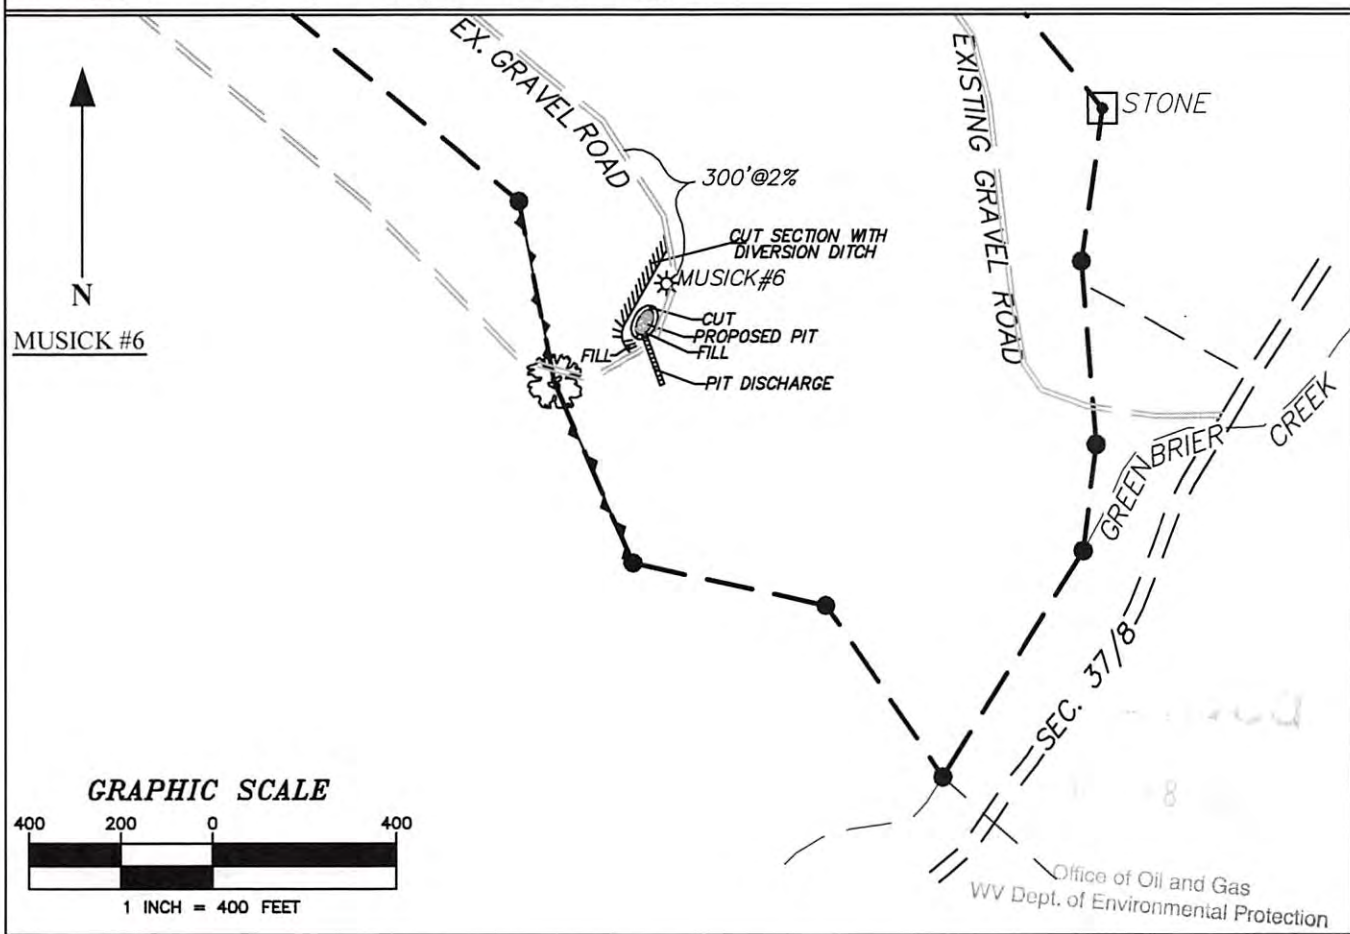 EX. GRAVEL ROAD
EXISTING GRAVEL ROAD
STONE
300'@2%
CUT SECTION WITH
DIVERSION DITCH
MUSICK#6
N
MUSICK #6
CUT
PROPOSED PIT
FILL
FILL
PIT DISCHARGE
GREENBRIER CREEK
SEC. 37/8
GRAPHIC SCALE
400 200 0 400
1 INCH = 400 FEET
Office of Oil and Gas
WV Dept. of Environmental Protection